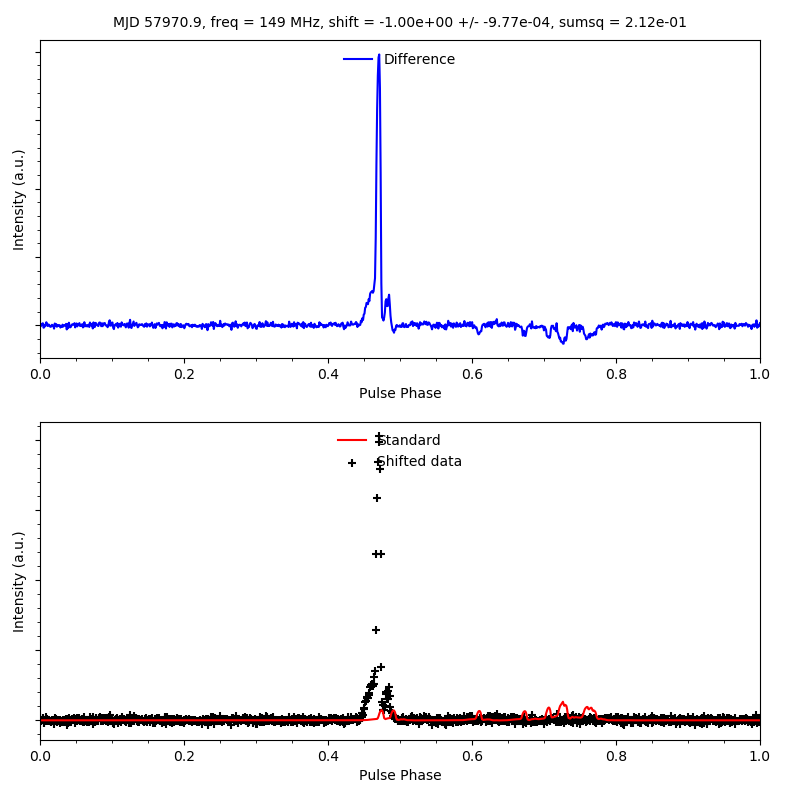 MJD 57970.9, freq = 149 MHz, shift = -1.00e+00 +/- -9.77e-04, sumsq = 2.12e-01
Difference
Intensity (a.u.)
0.0 0.2 0.4 0.6 0.8 1.0
Pulse Phase
Standard
Shifted data
Intensity (a.u.)
0.0 0.2 0.4 0.6 0.8 1.0
Pulse Phase